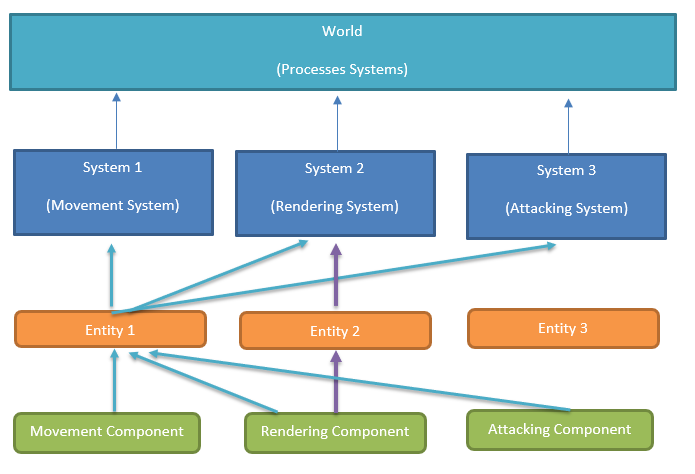 World
(Processes Systems)
System 1
(Movement System)
System 2
(Rendering System)
System 3
(Attacking System)
Entity 1
Entity 2
Entity 3
Movement Component
Rendering Component
Attacking Component